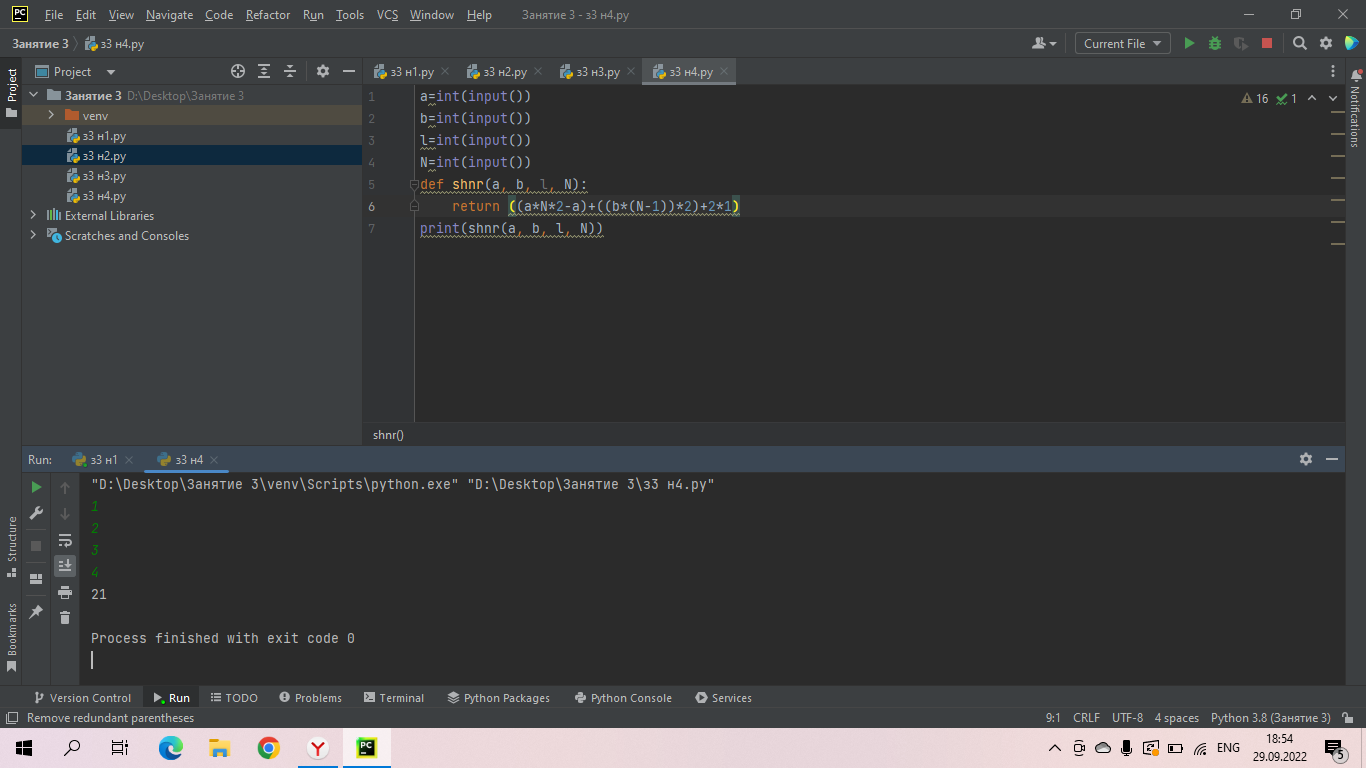 PC File Edit View Navigate Code Refactor Run Tools VCS Window Help Занятие 3 - з3 н4.py
Занятие 3 з3 н4.py Current File
Project
Project
з3 н1.py з3 н2.py з3 н3.py з3 н4.py
Notifications
Занятие 3 D:\Desktop\Занятие 3
venv
з3 н1.py
з3 н2.py
з3 н3.py
з3 н4.py
External Libraries
Scratches and Consoles
16 1
1 a=int(input())
2 b=int(input())
3 l=int(input())
4 N=int(input())
5 def shnr(a, b, l, N):
6 return ((a*N*2-a)+((b*(N-1))*2)+2*1)
7 print(shnr(a, b, l, N))
shnr()
Run: з3 н1 з3 н4
"D:\Desktop\Занятие 3\venv\Scripts\python.exe" "D:\Desktop\Занятие 3\з3 н4.py"
1
2
3
4
21
Process finished with exit code 0
Structure
Bookmarks
Version Control Run TODO Problems Terminal Python Packages Python Console Services
Remove redundant parentheses 9:1 CRLF UTF-8 4 spaces Python 3.8 (Занятие 3)
Y PC ENG 18:54
29.09.2022 5